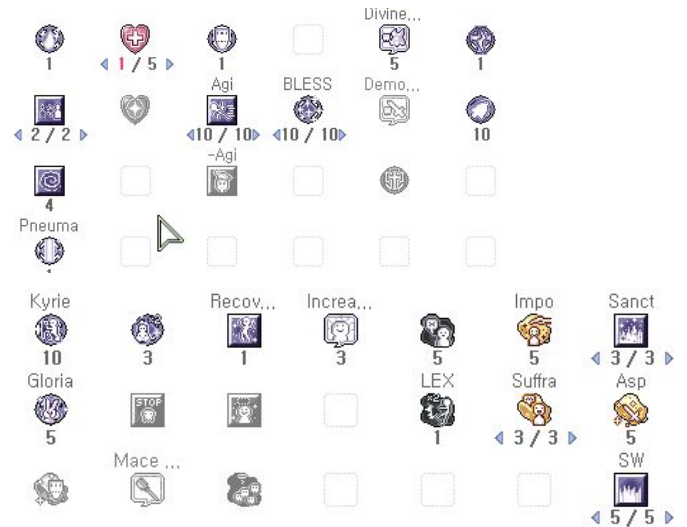 Divine...
1 1 / 5 1 5 1
Agi BLESS Demo...
2 / 2 10 / 10 10 / 10 10
-Agi
4
Pneuma
Kyrie Recov... Increa... Impo Sanct
10 3 1 3 5 5 3 / 3
Gloria LEX Suffra Asp
STOP
5 1 3 / 3 5
Mace ... SW
5 / 5